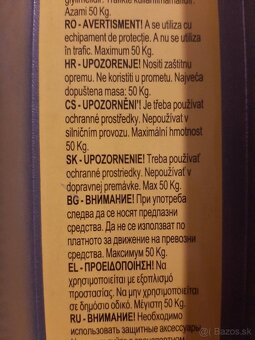 Azami 50 Kg.
RO - AVERTISMENT! A se utiliza cu
echipament de protecţie. A nu se utiliza
în trafic. Maximum 50 Kg.
HR - UPOZORENJE! Nositi zaštitnu
opremu. Ne koristiti u prometu. Najveća
dopuštena masa: 50 Kg.
CS - UPOZORNĚNÍ! Je třeba používat
ochranné prostředky. Nepoužívat v
silničním provozu. Maximální hmotnost
50 Kg.
SK - UPOZORNENIE! Treba používať
ochranné prostriedky. Nepoužívať v
dopravnej premávke. Max 50 Kg.
BG - ВНИМАНИЕ! При употреба
следва да се носят предпазни
средства. Да не се използват по
платното за движение на превозни
средства. Максимум 50 Kg.
EL - ΠΡΟΕΙΔΟΠΟΙΗΣΗ! Να
χρησιμοποιείται με εξοπλισμό
προστασίας. Να μην χρησιμοποιείται
σε δημόσιο οδικό. Μέγιστη 50 Kg.
RU - ВНИМАНИЕ! Необходимо
использовать защитные аксессуары
Bazos.sk